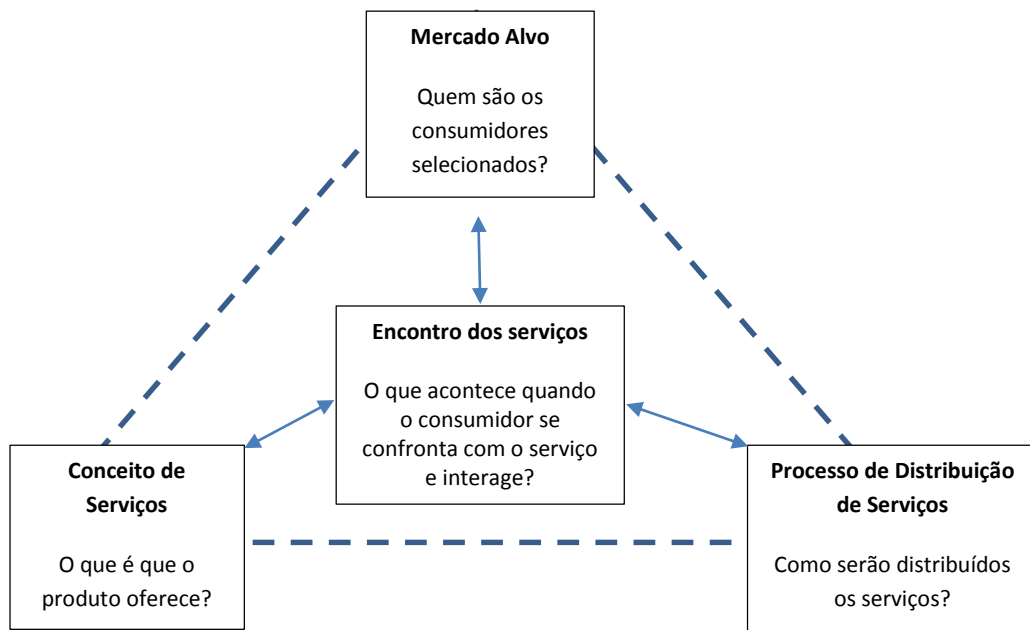 Mercado Alvo
Quem são os
consumidores
selecionados?
Encontro dos serviços
O que acontece quando
o consumidor se
confronta com o serviço
e interage?
Conceito de
Serviços
O que é que o
produto oferece?
Processo de Distribuição
de Serviços
Como serão distribuídos
os serviços?